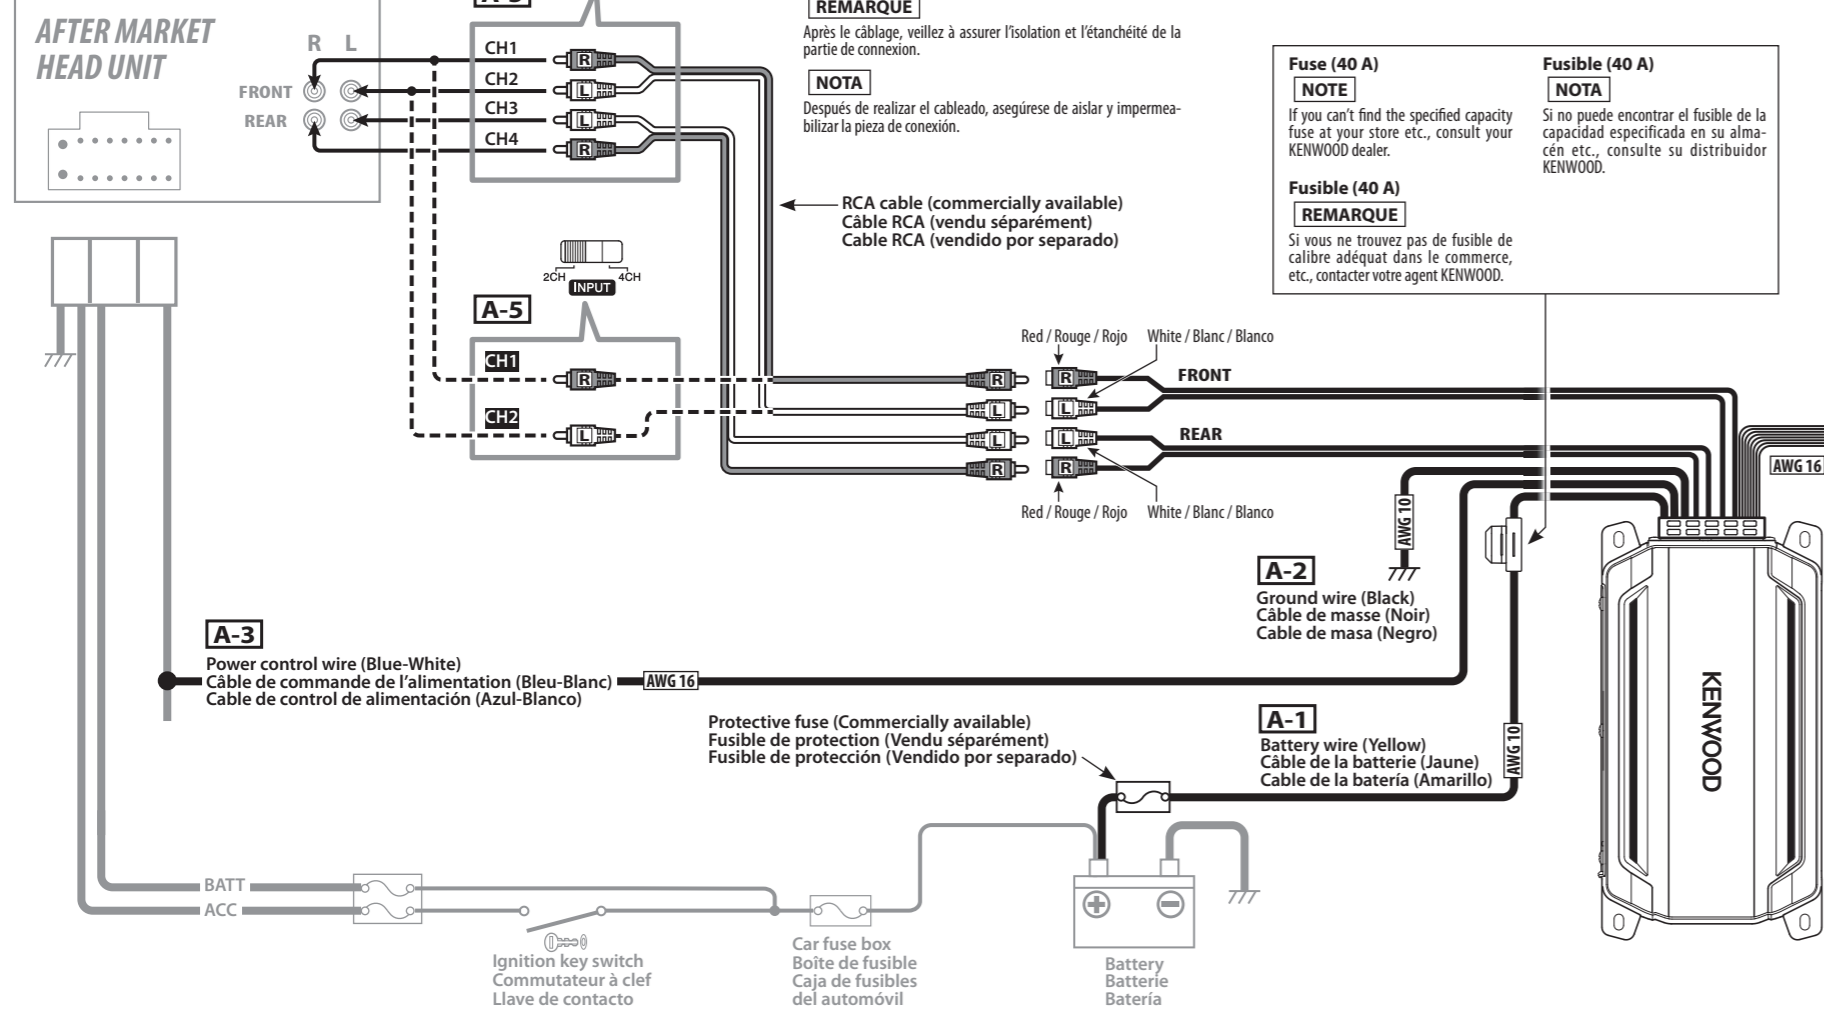 AFTER MARKET
HEAD UNIT
R L
FRONT
REAR
CH1
CH2
CH3
CH4
R
L
L
R
REMARQUE
Après le câblage, veillez à assurer l'isolation et l'étanchéité de la
partie de connexion.
NOTA
Después de realizar el cableado, asegúrese de aislar y impermea-
bilizar la pieza de conexión.
Fuse (40 A)
NOTE
If you can't find the specified capacity
fuse at your store etc., consult your
KENWOOD dealer.
Fusible (40 A)
REMARQUE
Si vous ne trouvez pas de fusible de
calibre adéquat dans le commerce,
etc., contacter votre agent KENWOOD.
Fusible (40 A)
NOTA
Si no puede encontrar el fusible de la
capacidad especificada en su alma-
cén etc., consulte su distribuidor
KENWOOD.
RCA cable (commercially available)
Câble RCA (vendu séparément)
Cable RCA (vendido por separado)
2CH 4CH
INPUT
A-5
CH1
R
CH2
L
Red / Rouge / Rojo White / Blanc / Blanco
R R FRONT
L L
L L REAR
R R
Red / Rouge / Rojo White / Blanc / Blanco
AWG 16
AWG 10
A-2
Ground wire (Black)
Câble de masse (Noir)
Cable de masa (Negro)
A-3
Power control wire (Blue-White)
Câble de commande de l'alimentation (Bleu-Blanc)
Cable de control de alimentación (Azul-Blanco)
AWG 16
Protective fuse (Commercially available)
Fusible de protection (Vendu séparément)
Fusible de protección (Vendido por separado)
A-1
Battery wire (Yellow)
Câble de la batterie (Jaune)
Cable de la batería (Amarillo)
AWG 10
KENWOOD
BATT
ACC
Ignition key switch
Commutateur à clef
Llave de contacto
Car fuse box
Boîte de fusible
Caja de fusibles
del automóvil
Battery
Batterie
Batería